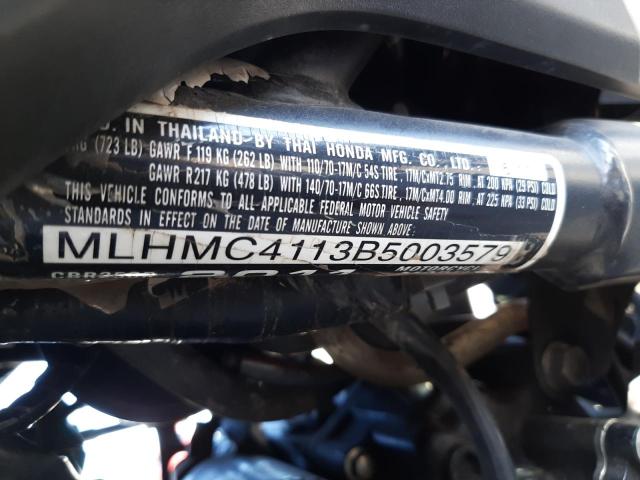 D. IN THAILAND BY THAI HONDA MFG. CO., LTD.
KG (723 LB) GAWR F 119 KG (262 LB) WITH 110/70-17M/C 54S TIRE, 17M/CxMT2.75 RIM, AT 200 KPA (29 PSI) COLD
GAWR R217 KG (478 LB) WITH 140/70-17M/C 66S TIRE, 17M/CxMT4.00 RIM, AT 225 KPA (33 PSI) COLD
THIS VEHICLE CONFORMS TO ALL APPLICABLE FEDERAL MOTOR VEHICLE SAFETY
STANDARDS IN EFFECT ON THE DATE OF MANUFACTURE SHOWN ABOVE.
MLHMC4113B5003579
2011 MOTORCYCLE